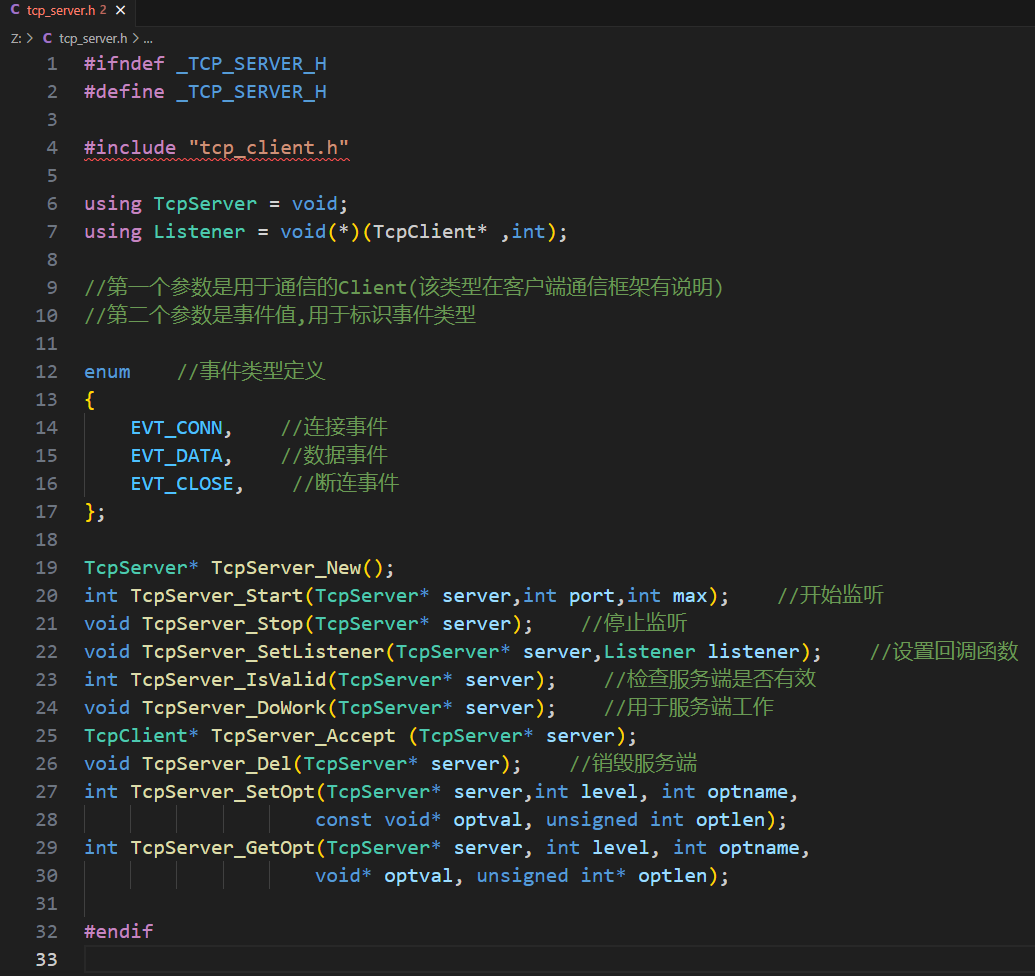 tcp_server.h 2 ×
Z: > C tcp_server.h > ...
1 #ifndef _TCP_SERVER_H
2 #define _TCP_SERVER_H
3
4 #include "tcp_client.h"
5
6 using TcpServer = void;
7 using Listener = void(*)(TcpClient* ,int);
8
9 //第一个参数是用于通信的Client(该类型在客户端通信框架有说明)
10 //第二个参数是事件值,用于标识事件类型
11
12 enum    //事件类型定义
13 {
14     EVT_CONN,    //连接事件
15     EVT_DATA,    //数据事件
16     EVT_CLOSE,    //断连事件
17 };
18
19 TcpServer* TcpServer_New();
20 int TcpServer_Start(TcpServer* server,int port,int max);    //开始监听
21 void TcpServer_Stop(TcpServer* server);    //停止监听
22 void TcpServer_SetListener(TcpServer* server,Listener listener);    //设置回调函数
23 int TcpServer_IsValid(TcpServer* server);    //检查服务端是否有效
24 void TcpServer_DoWork(TcpServer* server);    //用于服务端工作
25 TcpClient* TcpServer_Accept (TcpServer* server);
26 void TcpServer_Del(TcpServer* server);    //销毁服务端
27 int TcpServer_SetOpt(TcpServer* server,int level, int optname,
28                     const void* optval, unsigned int optlen);
29 int TcpServer_GetOpt(TcpServer* server, int level, int optname,
30                     void* optval, unsigned int* optlen);
31
32 #endif
33